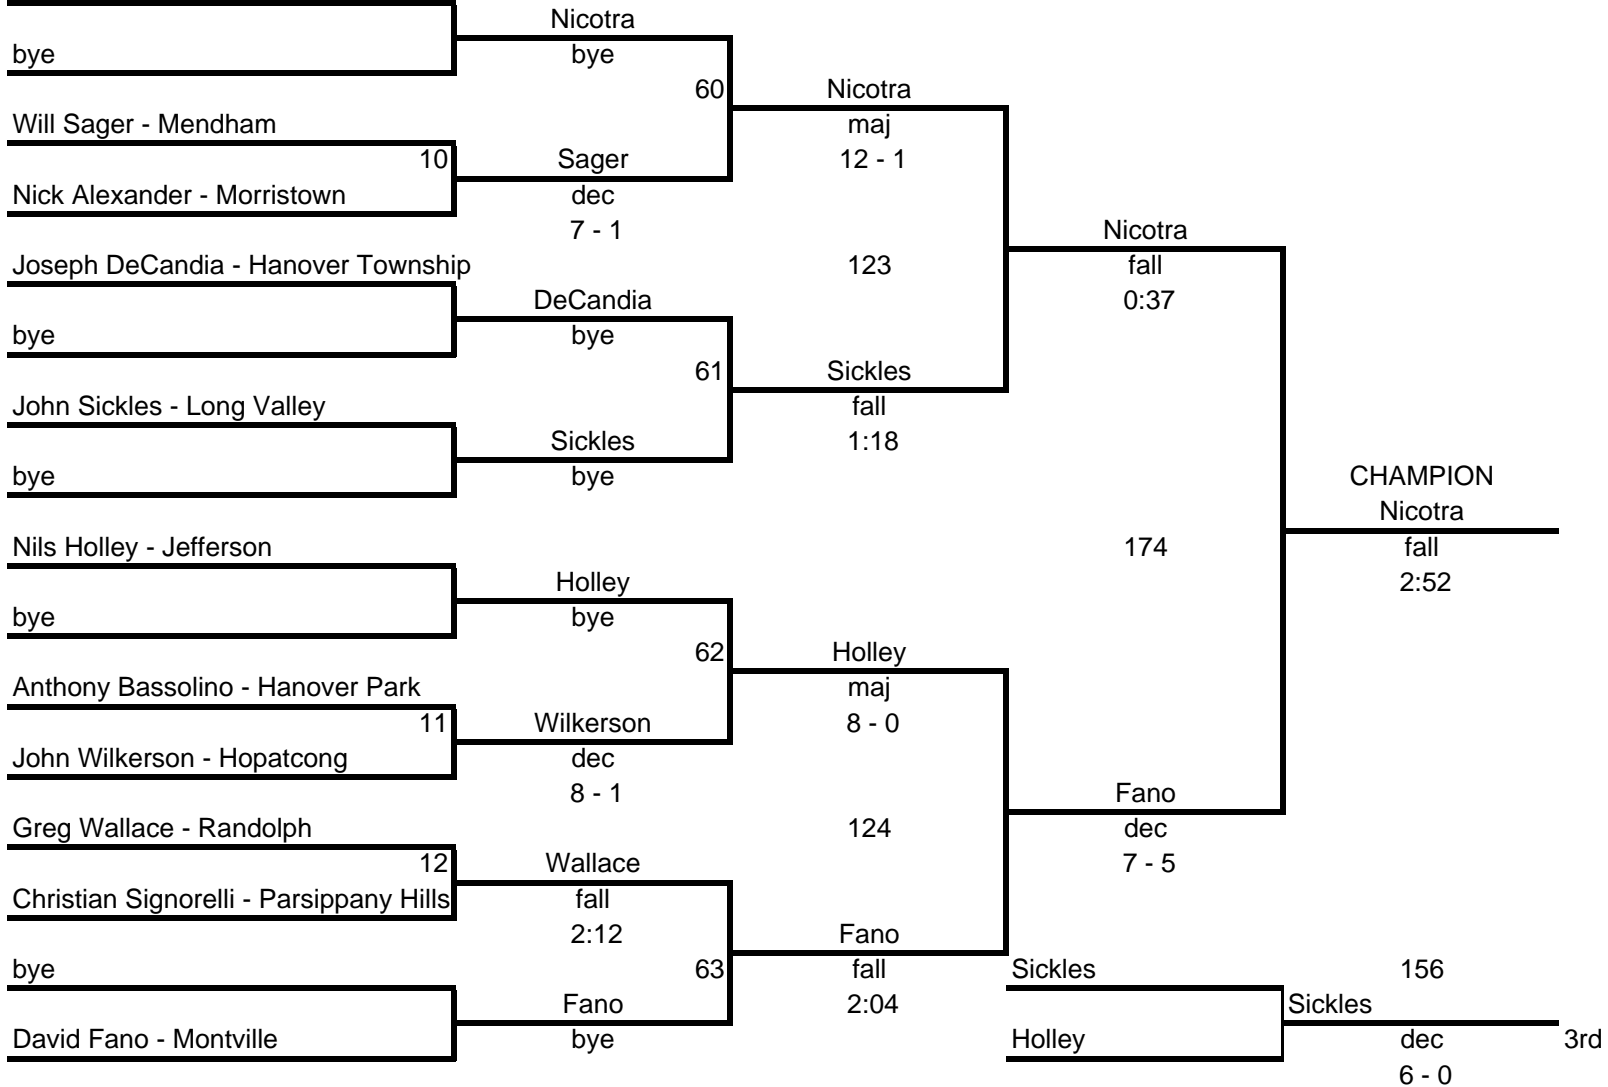 Nicotra
bye
bye
60
Nicotra
Will Sager - Mendham
maj
10
Sager
12 - 1
Nick Alexander - Morristown
dec
7 - 1
Nicotra
Joseph DeCandia - Hanover Township
123
fall
DeCandia
0:37
bye
bye
61
Sickles
John Sickles - Long Valley
fall
Sickles
1:18
bye
bye
CHAMPION
Nicotra
Nils Holley - Jefferson
174
fall
Holley
2:52
bye
bye
62
Holley
Anthony Bassolino - Hanover Park
maj
11
Wilkerson
8 - 0
John Wilkerson - Hopatcong
dec
8 - 1
Fano
Greg Wallace - Randolph
124
dec
12
Wallace
7 - 5
Christian Signorelli - Parsippany Hills
fall
2:12
Fano
bye
63
fall
Sickles
156
Fano
2:04
Sickles
David Fano - Montville
bye
Holley
dec
3rd
6 - 0